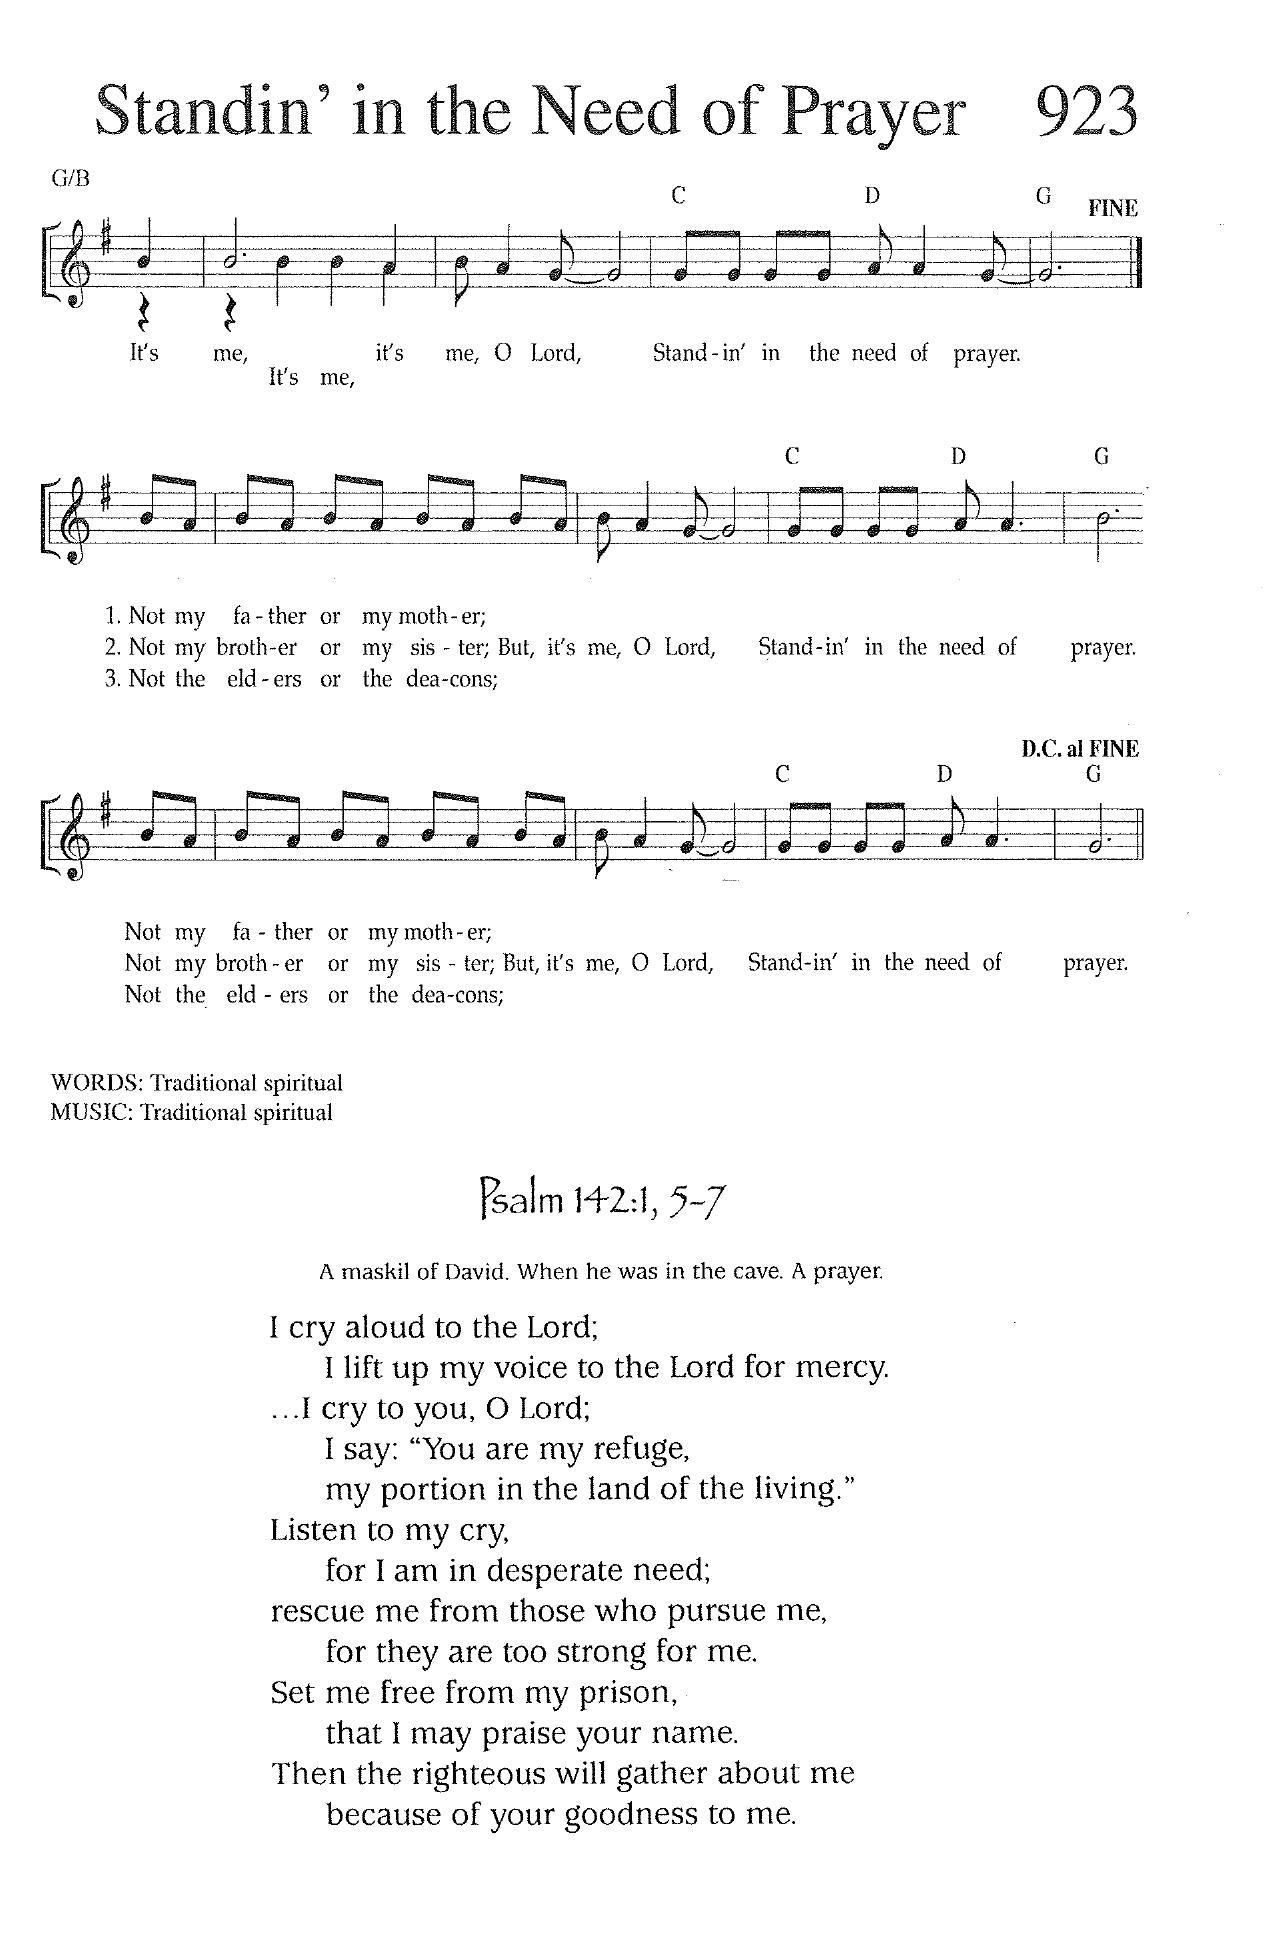 Standin’ in the Need of Prayer 923
G/B
C D G FINE
It’s me, it’s me, O Lord, Stand-in’ in the need of prayer.
It’s me,
C D G
1. Not my fa-ther or my moth-er;
2. Not my broth-er or my sis-ter; But, it’s me, O Lord, Stand-in’ in the need of prayer.
3. Not the eld-ers or the dea-cons;
D.C. al FINE
C D G
Not my fa-ther or my moth-er;
Not my broth-er or my sis-ter; But, it’s me, O Lord, Stand-in’ in the need of prayer.
Not the eld-ers or the dea-cons;
WORDS: Traditional spiritual
MUSIC: Traditional spiritual
Psalm 142:1, 5–7
A maskil of David. When he was in the cave. A prayer.
I cry aloud to the Lord;
I lift up my voice to the Lord for mercy.
...I cry to you, O Lord;
I say: “You are my refuge,
my portion in the land of the living.”
Listen to my cry,
for I am in desperate need;
rescue me from those who pursue me,
for they are too strong for me.
Set me free from my prison,
that I may praise your name.
Then the righteous will gather about me
because of your goodness to me.